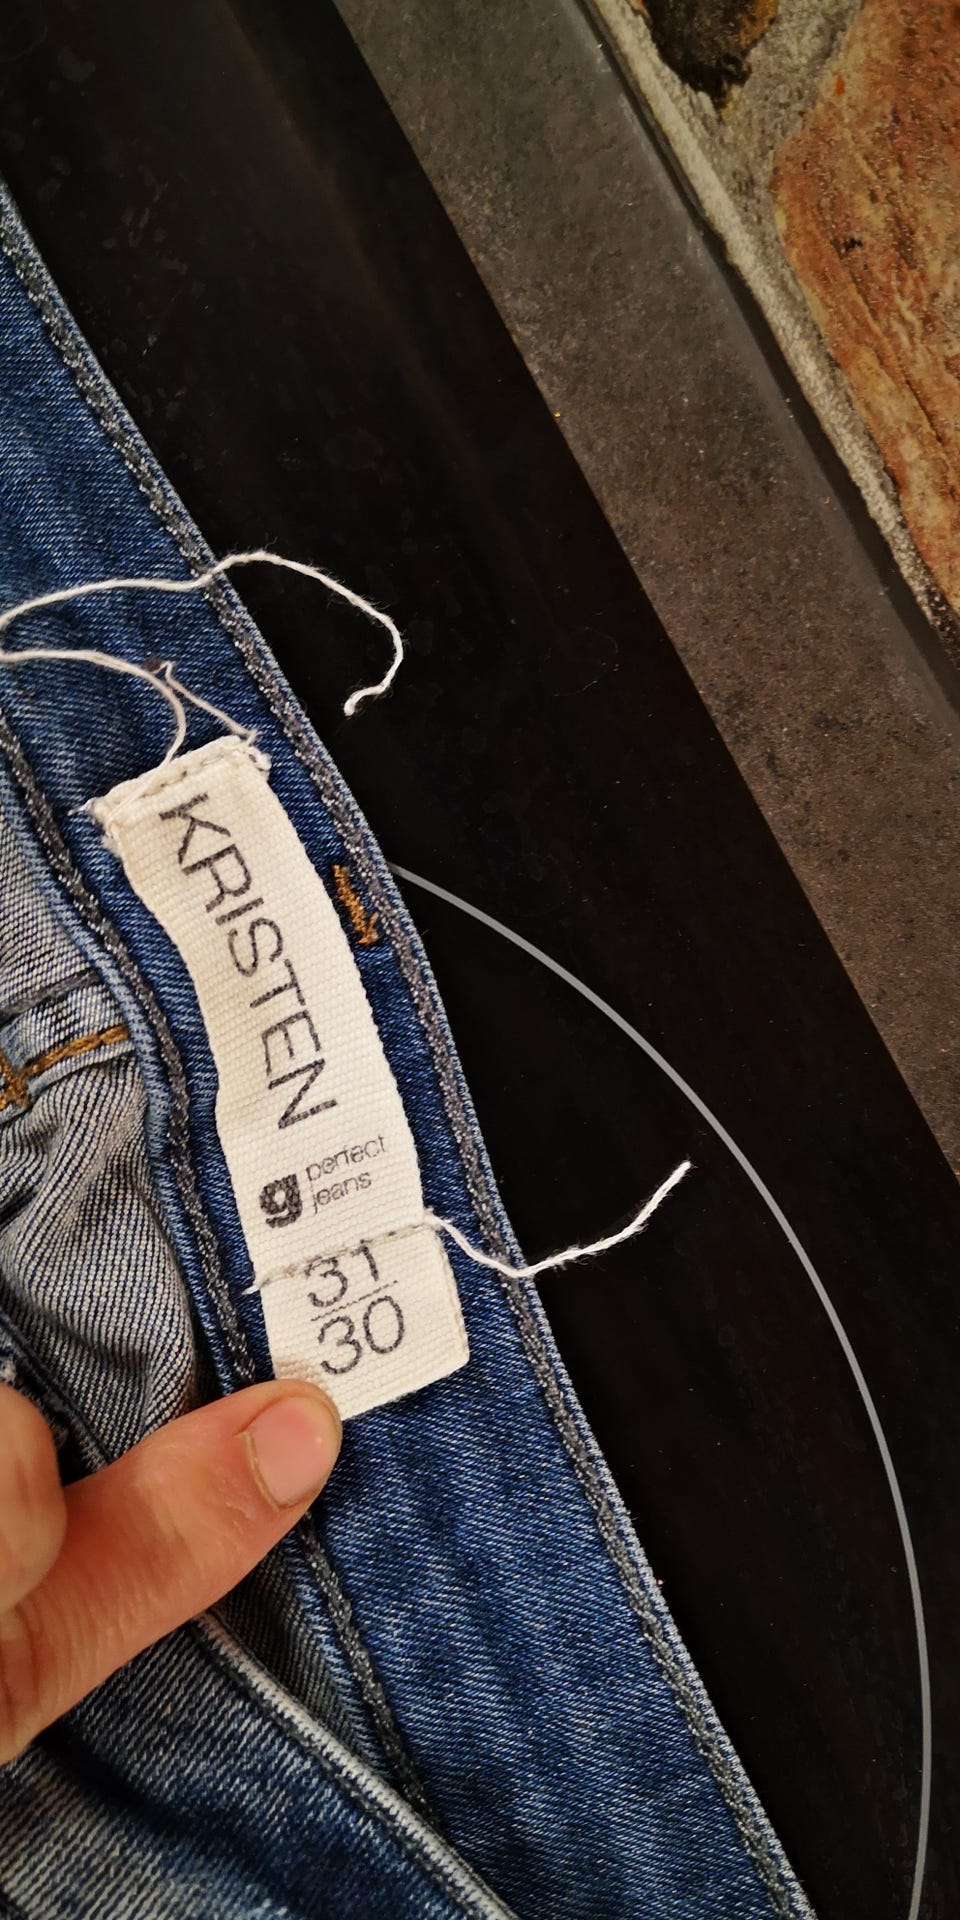 KRISTEN
g perfect
jeans
31
30